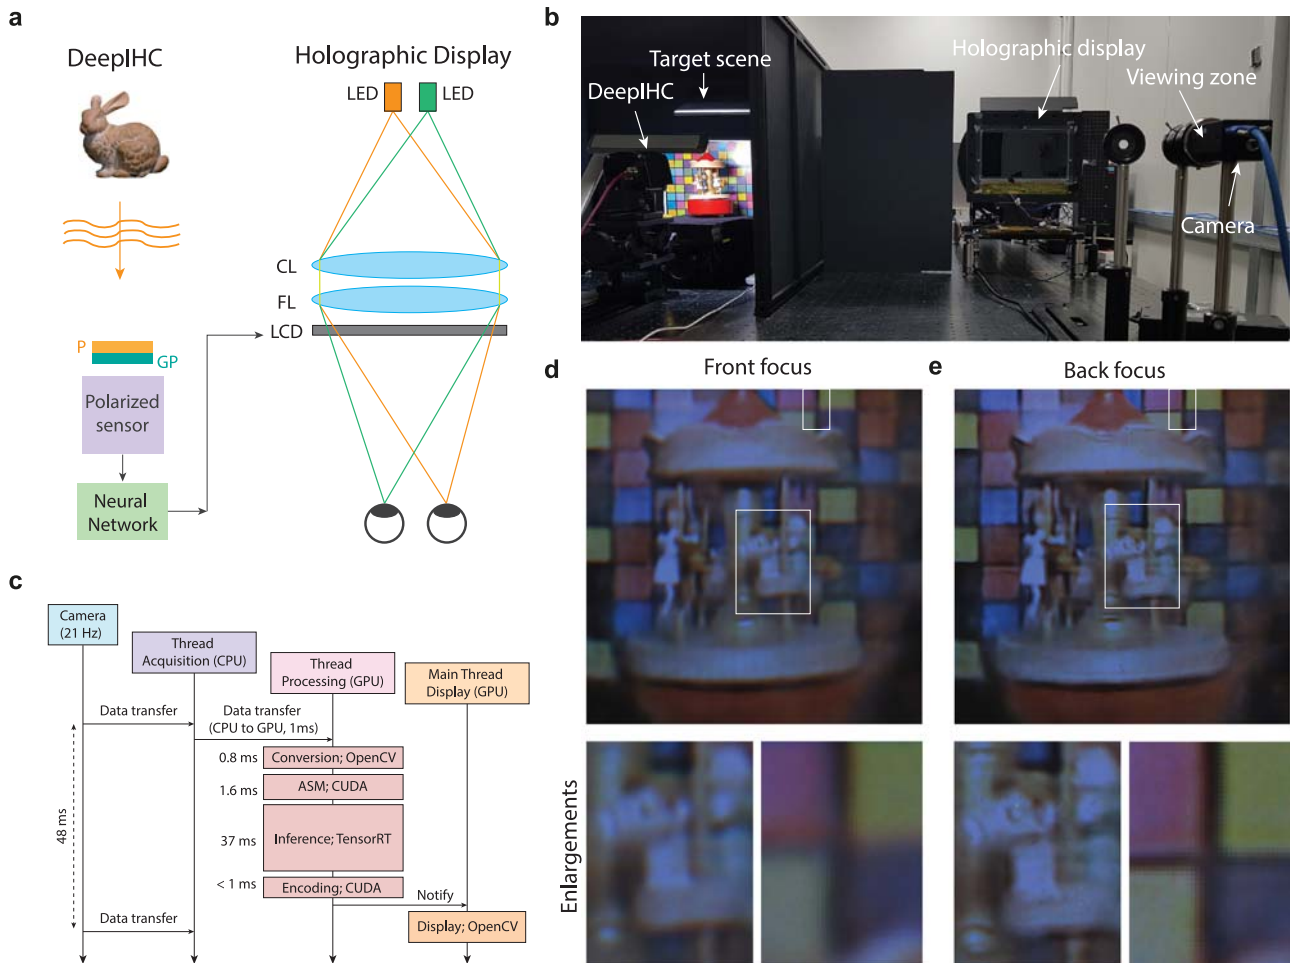 a
DeepIHC
Holographic Display
LED
LED
CL
FL
LCD
P
GP
Polarized
sensor
Neural
Network
b
Target scene
DeepIHC
Holographic display
Viewing zone
Camera
c
Camera
(21 Hz)
Thread
Acquisition (CPU)
Thread
Processing (GPU)
Main Thread
Display (GPU)
Data transfer
Data transfer
(CPU to GPU, 1ms)
0.8 ms
Conversion; OpenCV
1.6 ms
ASM; CUDA
48 ms
37 ms
Inference; TensorRT
< 1 ms
Encoding; CUDA
Notify
Data transfer
Display; OpenCV
d
Front focus
e
Back focus
Enlargements